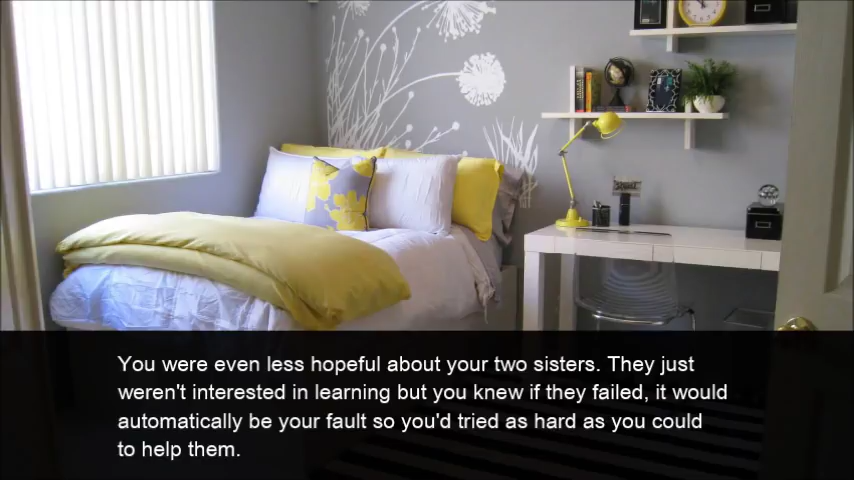 You were even less hopeful about your two sisters. They just
weren't interested in learning but you knew if they failed, it would
automatically be your fault so you'd tried as hard as you could
to help them.